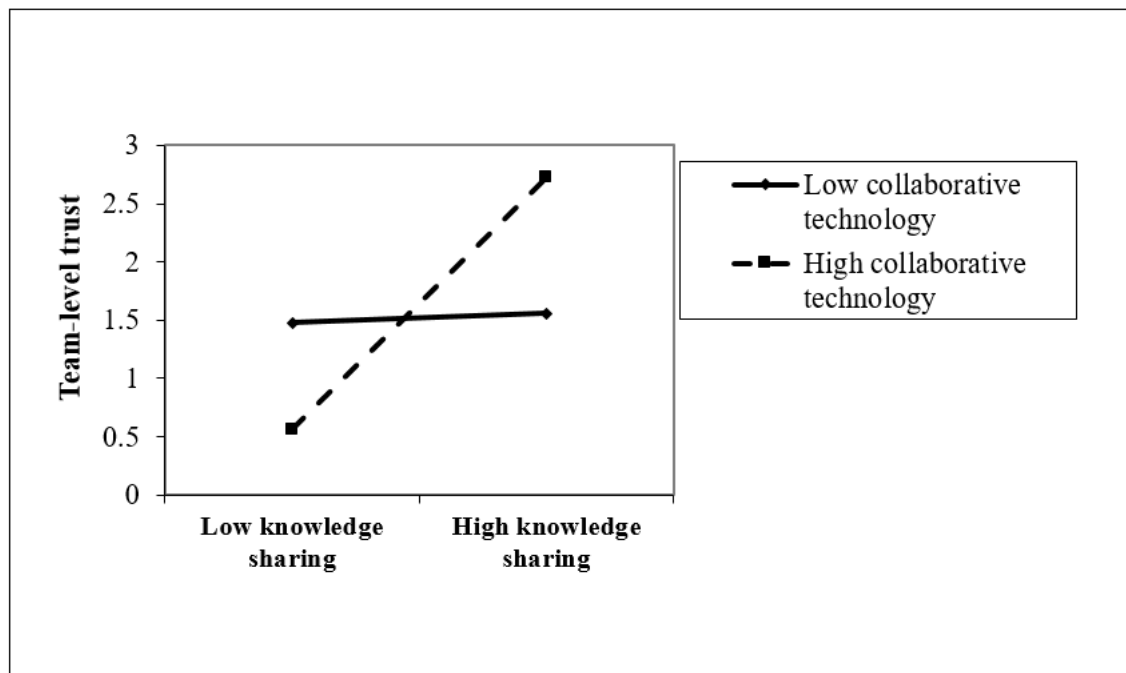 3
2.5
2
1.5
1
0.5
0
Team-level trust
Low knowledge
sharing
High knowledge
sharing
Low collaborative
technology
High collaborative
technology